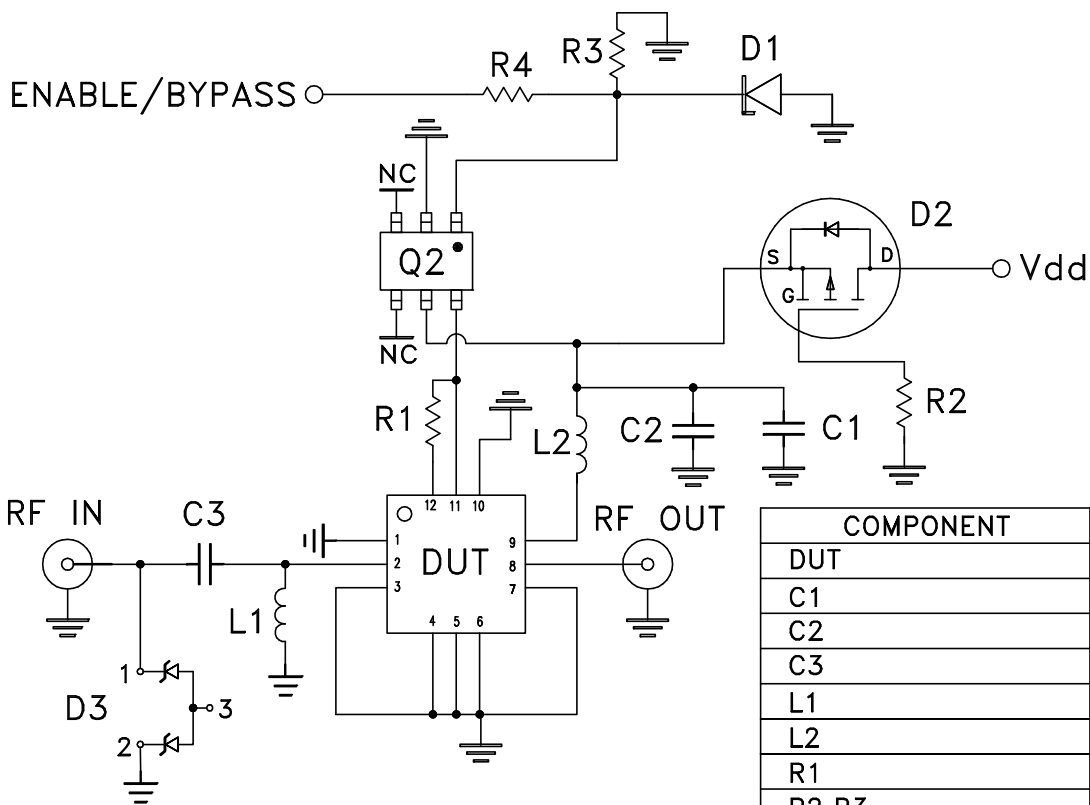 R3
D1
R4
ENABLE/BYPASS
NC
D2
Q2
S
D
Vdd
G
NC
R1
R2
L2
C2
C1
12
11
10
RF IN
C3
RF OUT
1
2
3
DUT
9
8
7
L1
4
5
6
1
D3
3
2
COMPONENT
DUT
C1
C2
C3
L1
L2
R1
R2,R3